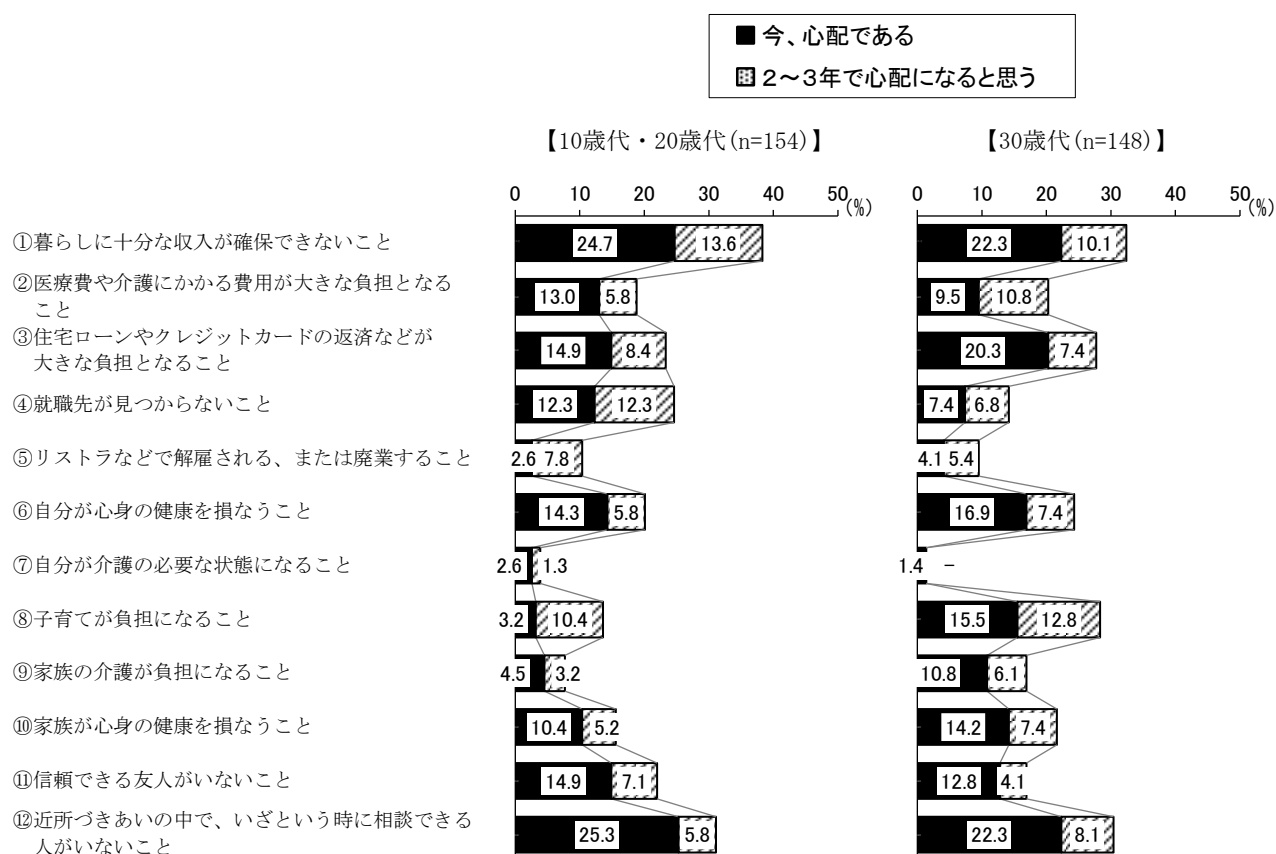 ■今、心配である
２～３年で心配になると思う
【10歳代・20歳代(n=154)】 【30歳代(n=148)】
0 10 20 30 40 50 (%) 0 10 20 30 40 50 (%)
①暮らしに十分な収入が確保できないこと 24.7 13.6 22.3 10.1
②医療費や介護にかかる費用が大きな負担となる
こと 13.0 5.8 9.5 10.8
③住宅ローンやクレジットカードの返済などが
大きな負担となること 14.9 8.4 20.3 7.4
④就職先が見つからないこと 12.3 12.3 7.4 6.8
⑤リストラなどで解雇される、または廃業すること 2.6 7.8 4.1 5.4
⑥自分が心身の健康を損なうこと 14.3 5.8 16.9 7.4
⑦自分が介護の必要な状態になること 2.6 1.3 1.4 －
⑧子育てが負担になること 3.2 10.4 15.5 12.8
⑨家族の介護が負担になること 4.5 3.2 10.8 6.1
⑩家族が心身の健康を損なうこと 10.4 5.2 14.2 7.4
⑪信頼できる友人がいないこと 14.9 7.1 12.8 4.1
⑫近所づきあいの中で、いざという時に相談できる
人がいないこと 25.3 5.8 22.3 8.1